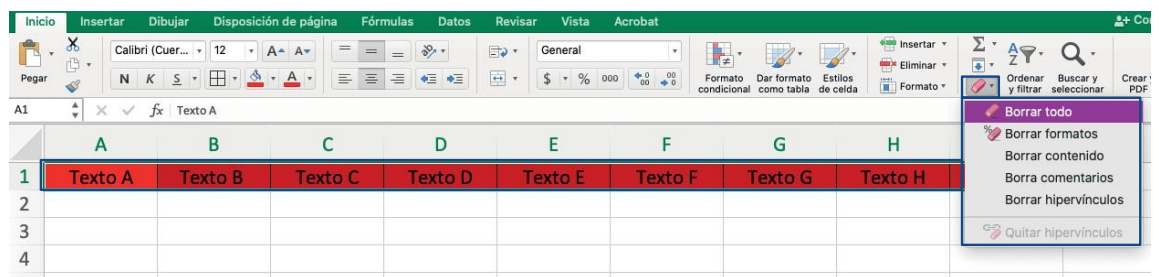 Inicio Insertar Dibujar Disposición de página Fórmulas Datos Revisar Vista Acrobat
Calibri (Cuer... 12 A A General Insertar
Eliminar
Pegar N K S A $ % 000 Formato condicional Dar formato como tabla Estilos de celda Formato Ordenar y filtrar Buscar y seleccionar Crear PDF
A1 fx Texto A
Borrar todo
Borrar formatos
Borrar contenido
Borra comentarios
Borrar hipervínculos
Quitar hipervínculos
A B C D E F G H
1 Texto A Texto B Texto C Texto D Texto E Texto F Texto G Texto H
2
3
4